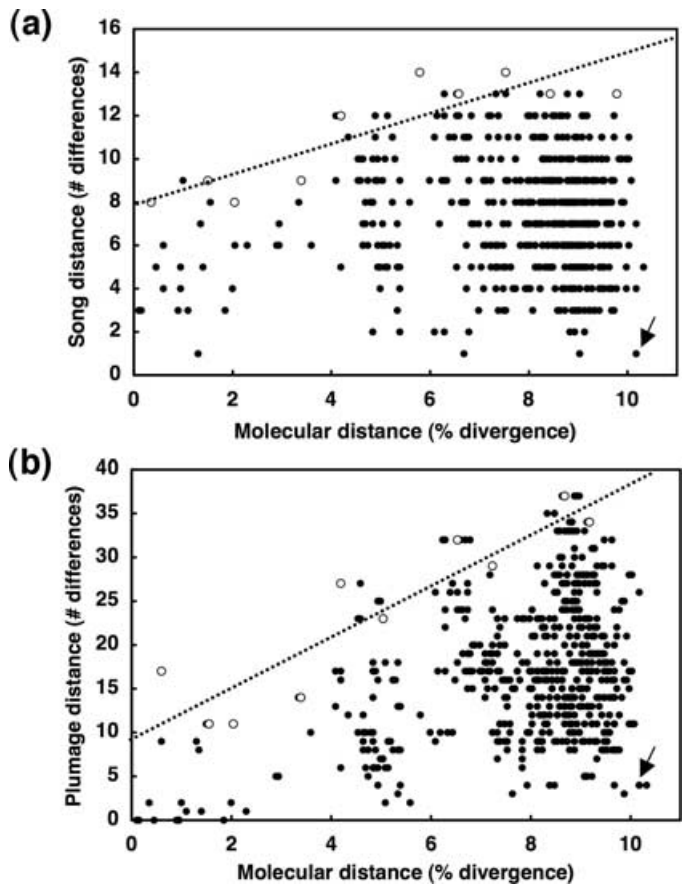 (a)
16
14
12
10
8
6
4
2
0
Song distance (# differences)
0 2 4 6 8 10
Molecular distance (% divergence)
(b)
40
35
30
25
20
15
10
5
0
Plumage distance (# differences)
0 2 4 6 8 10
Molecular distance (% divergence)